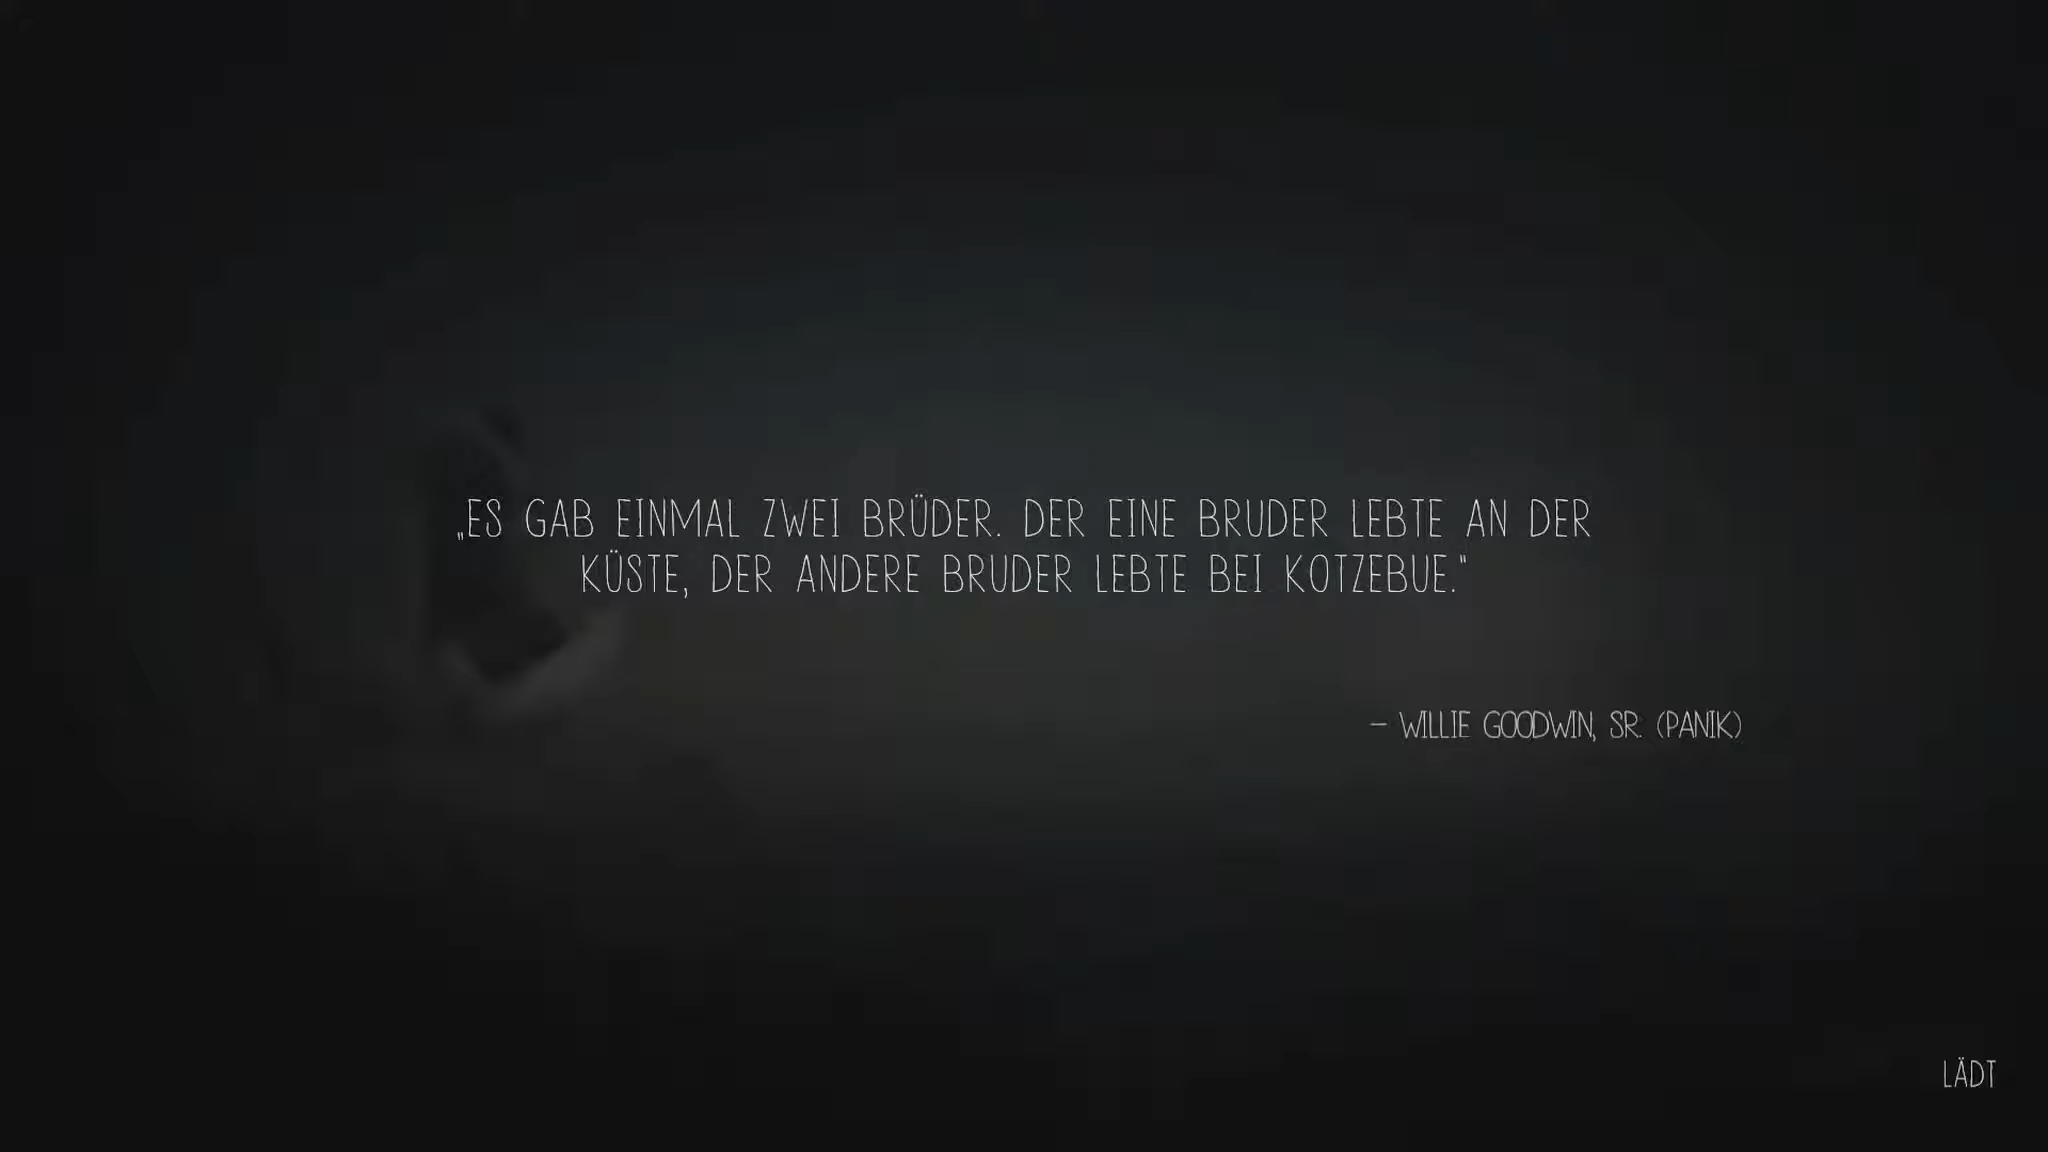 „ES GAB EINMAL ZWEI BRÜDER. DER EINE BRUDER LEBTE AN DER
KÜSTE, DER ANDERE BRUDER LEBTE BEI KOTZEBUE."
– WILLIE GOODWIN, SR. (PANIK)
LÄDT